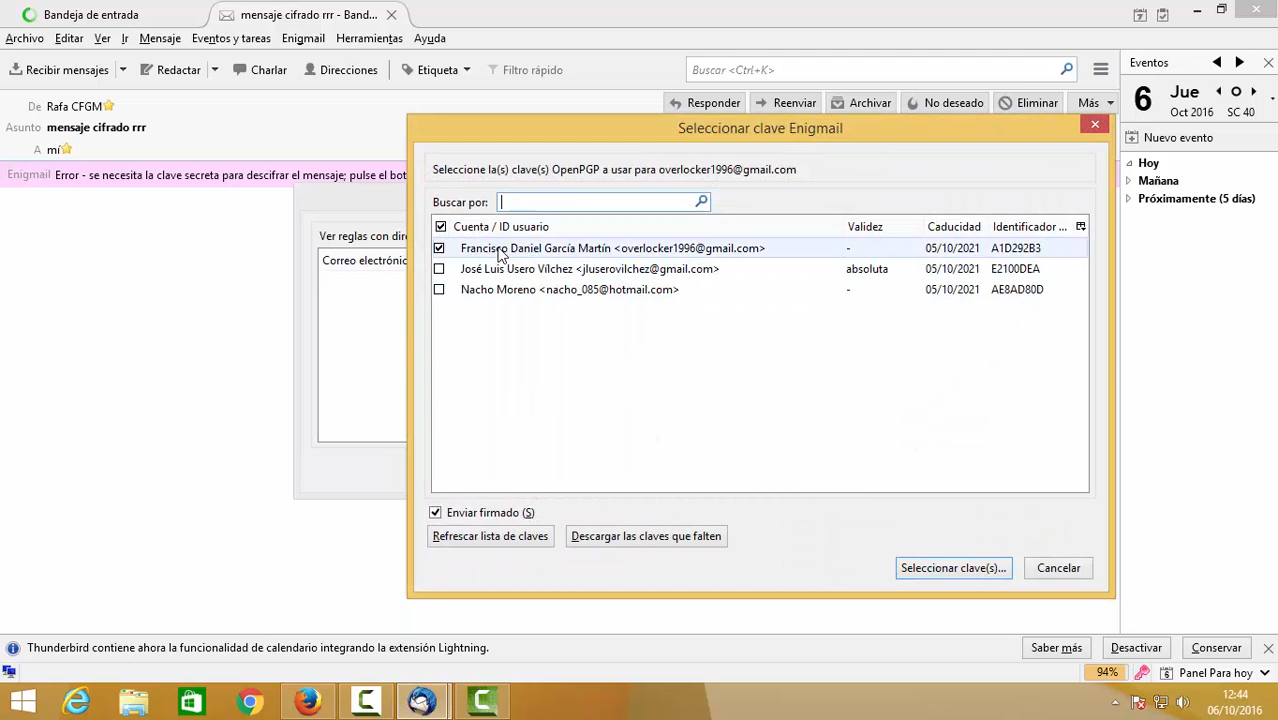 Bandeja de entrada
mensaje cifrado rrr - Band...
Archivo Editar Ver Ir Mensaje Eventos y tareas Enigmail Herramientas Ayuda
Recibir mensajes Redactar Charlar Direcciones Etiqueta Filtro rápido Buscar <Ctrl+K>
De Rafa CFGM
Responder Reenviar Archivar No deseado Eliminar Más
Asunto mensaje cifrado rrr
A mí
Enigmail Error - se necesita la clave secreta para descifrar el mensaje; pulse el bot
Ver reglas con dire
Correo electrónic
Seleccionar clave Enigmail
Seleccione la(s) clave(s) OpenPGP a usar para overlocker1996@gmail.com
Buscar por:
Cuenta / ID usuario Validez Caducidad Identificador ...
Francisco Daniel García Martín <overlocker1996@gmail.com> - 05/10/2021 A1D292B3
José Luis Usero Vílchez <jluserovilchez@gmail.com> absoluta 05/10/2021 E2100DEA
Nacho Moreno <nacho_085@hotmail.com> - 05/10/2021 AE8AD80D
Enviar firmado (S)
Refrescar lista de claves Descargar las claves que falten
Seleccionar clave(s)... Cancelar
Eventos
6 Jue
Oct 2016 SC 40
Nuevo evento
Hoy
Mañana
Próximamente (5 días)
Thunderbird contiene ahora la funcionalidad de calendario integrando la extensión Lightning.
Saber más Desactivar Conservar
94% 6 Panel Para hoy
12:44
06/10/2016